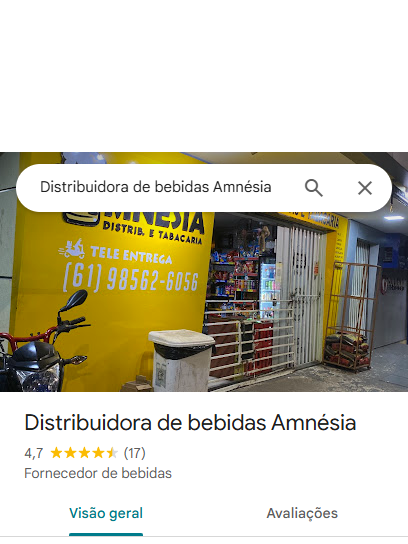 Distribuidora de bebidas Amnésia
MNESIA
DISTRIB. E TABACARIA
TELE ENTREGA
(61) 98562-6056
Distribuidora de bebidas Amnésia
4,7 (17)
Fornecedor de bebidas
Visão geral Avaliações